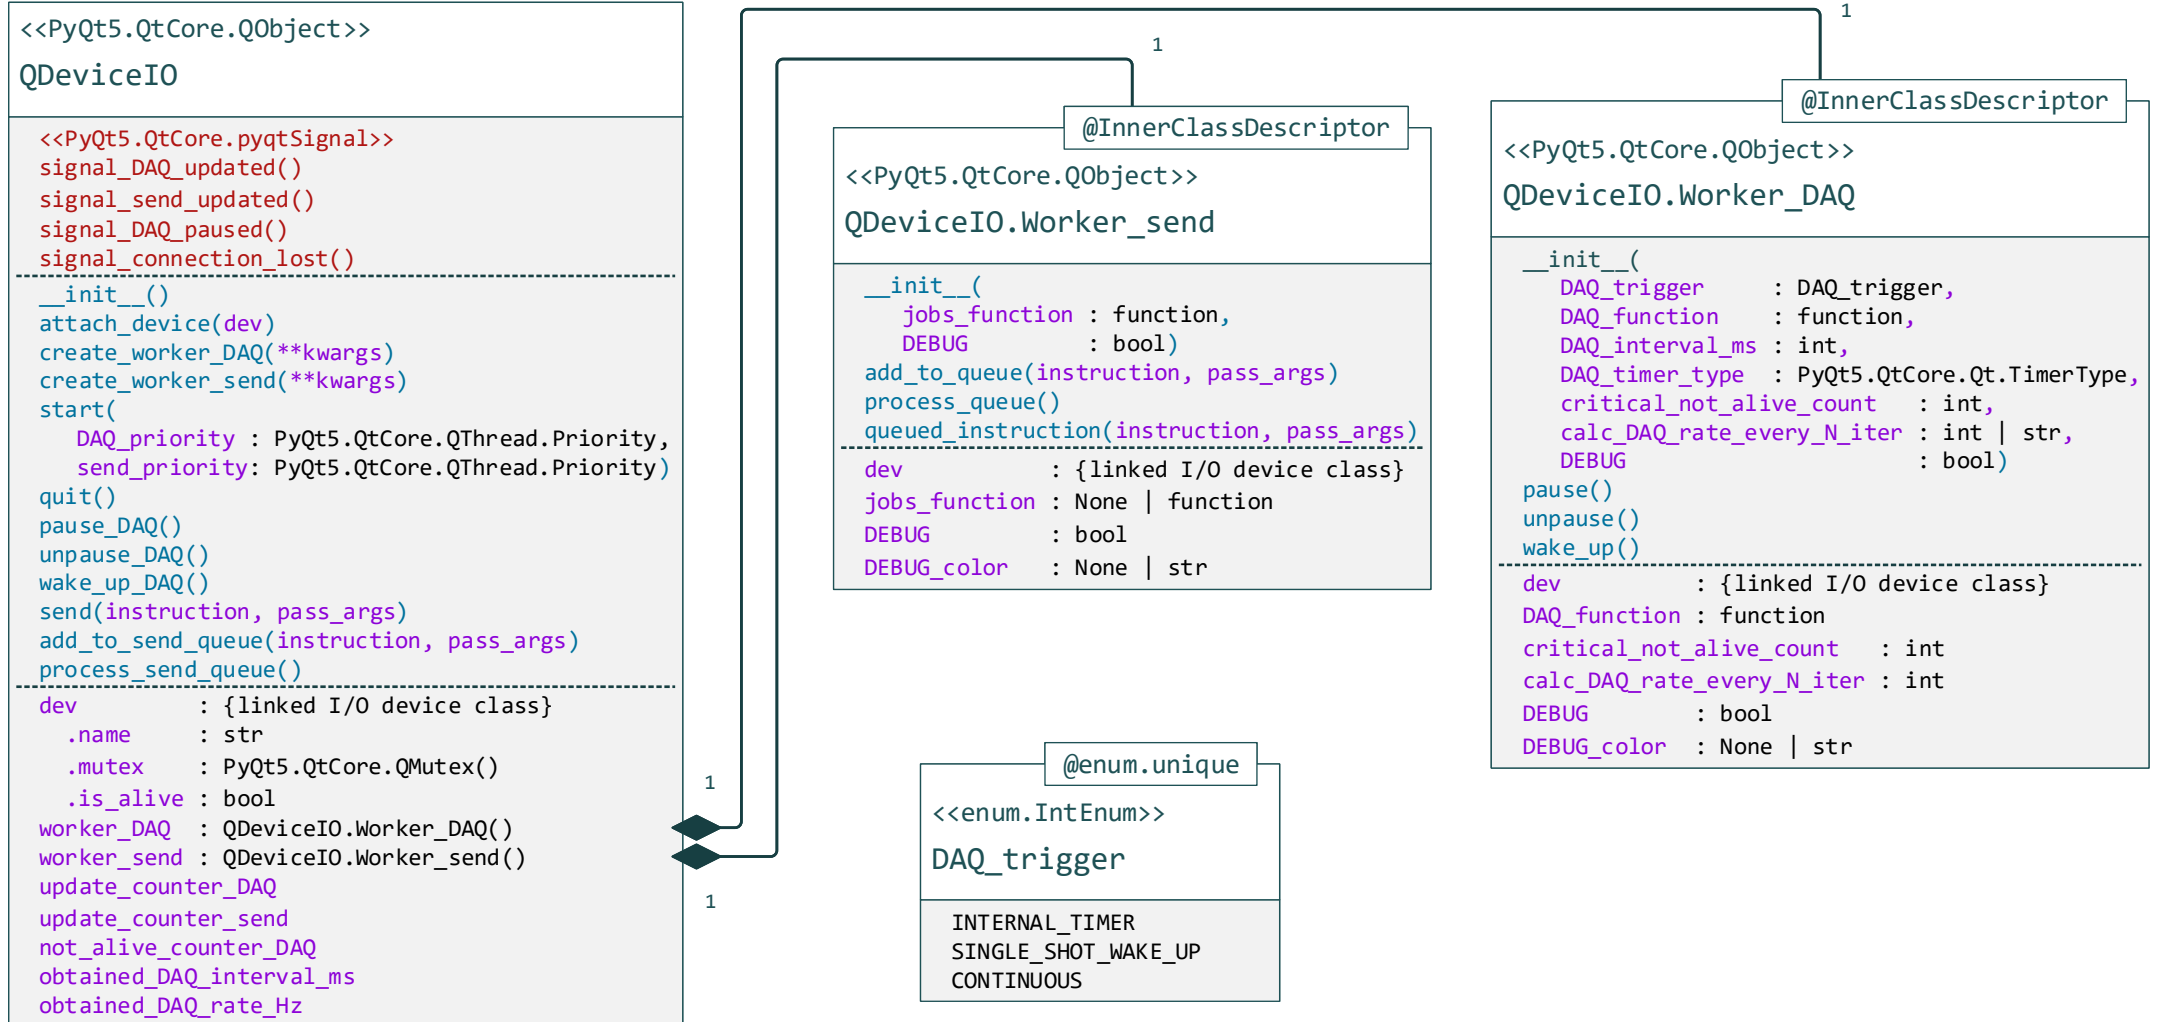 <<PyQt5.QtCore.QObject>>
QDeviceIO
<<PyQt5.QtCore.pyqtSignal>>
signal_DAQ_updated()
signal_send_updated()
signal_DAQ_paused()
signal_connection_lost()
__init__()
attach_device(dev)
create_worker_DAQ(**kwargs)
create_worker_send(**kwargs)
start(
DAQ_priority : PyQt5.QtCore.QThread.Priority,
send_priority: PyQt5.QtCore.QThread.Priority)
quit()
pause_DAQ()
unpause_DAQ()
wake_up_DAQ()
send(instruction, pass_args)
add_to_send_queue(instruction, pass_args)
process_send_queue()
dev : {linked I/O device class}
.name : str
.mutex : PyQt5.QtCore.QMutex()
.is_alive : bool
worker_DAQ : QDeviceIO.Worker_DAQ()
worker_send : QDeviceIO.Worker_send()
update_counter_DAQ
update_counter_send
not_alive_counter_DAQ
obtained_DAQ_interval_ms
obtained_DAQ_rate_Hz
1
1
1
1
@InnerClassDescriptor
<<PyQt5.QtCore.QObject>>
QDeviceIO.Worker_send
__init__(
jobs_function : function,
DEBUG : bool)
add_to_queue(instruction, pass_args)
process_queue()
queued_instruction(instruction, pass_args)
dev : {linked I/O device class}
jobs_function : None | function
DEBUG : bool
DEBUG_color : None | str
@enum.unique
<<enum.IntEnum>>
DAQ_trigger
INTERNAL_TIMER
SINGLE_SHOT_WAKE_UP
CONTINUOUS
@InnerClassDescriptor
<<PyQt5.QtCore.QObject>>
QDeviceIO.Worker_DAQ
__init__(
DAQ_trigger : DAQ_trigger,
DAQ_function : function,
DAQ_interval_ms : int,
DAQ_timer_type : PyQt5.QtCore.Qt.TimerType,
critical_not_alive_count : int,
calc_DAQ_rate_every_N_iter : int | str,
DEBUG : bool)
pause()
unpause()
wake_up()
dev : {linked I/O device class}
DAQ_function : function
critical_not_alive_count : int
calc_DAQ_rate_every_N_iter : int
DEBUG : bool
DEBUG_color : None | str